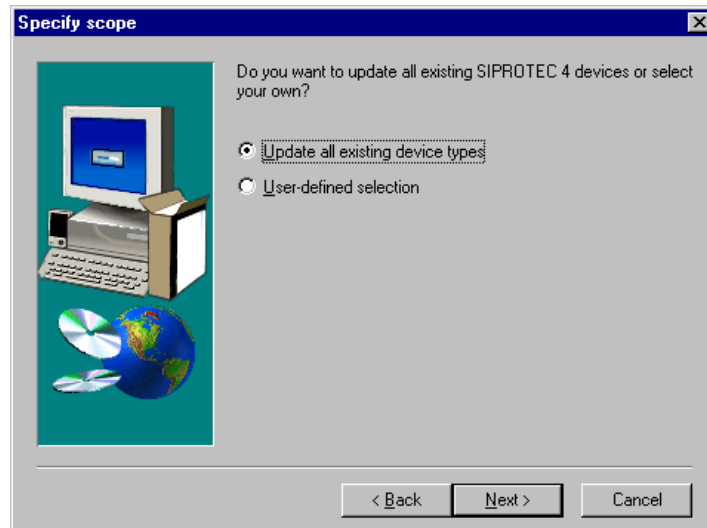 Specify scope
Do you want to update all existing SIPROTEC 4 devices or select
your own?
Update all existing device types
User-defined selection
< Back
Next >
Cancel